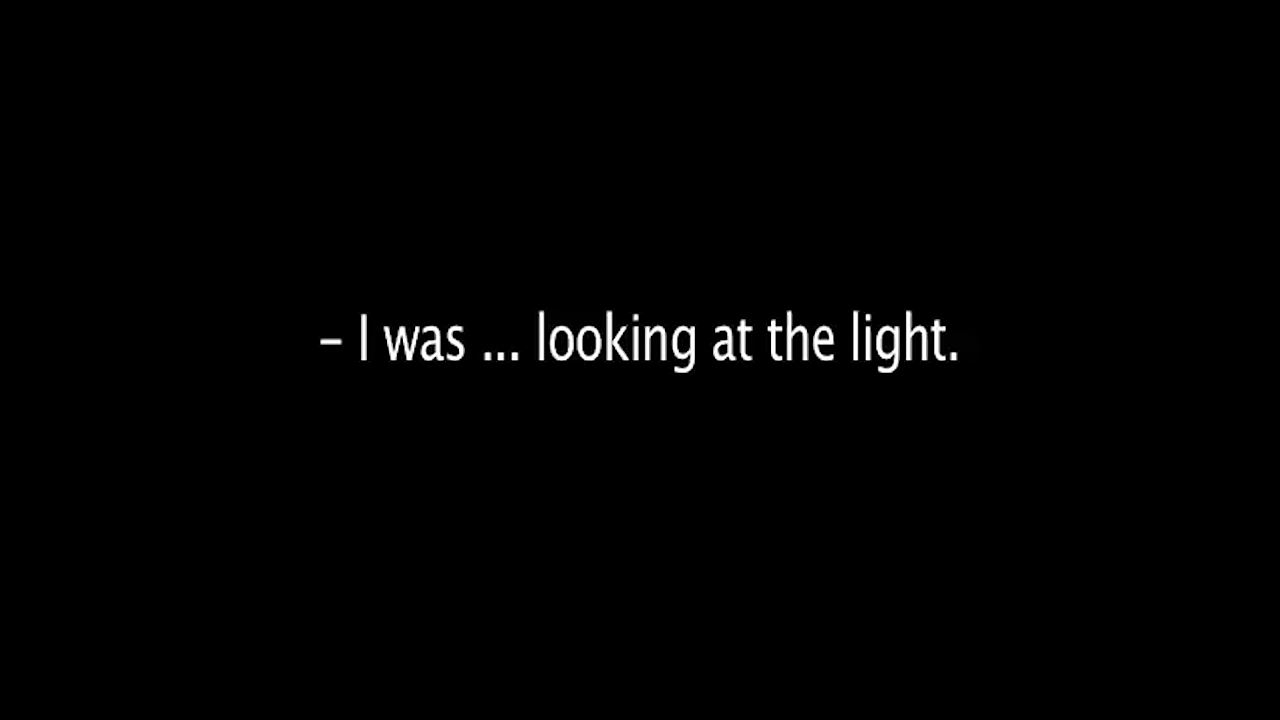 – I was ... looking at the light.